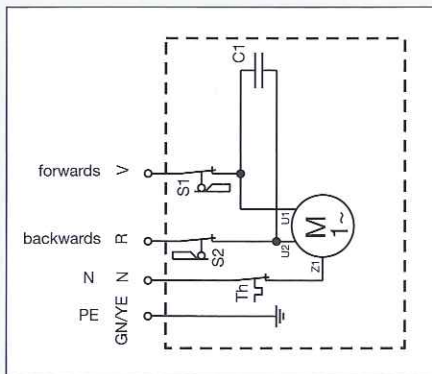 C1
forwards V
S1
U1
M
1~
backwards R
S2
U2
Z1
N N
Th
PE GN/YE